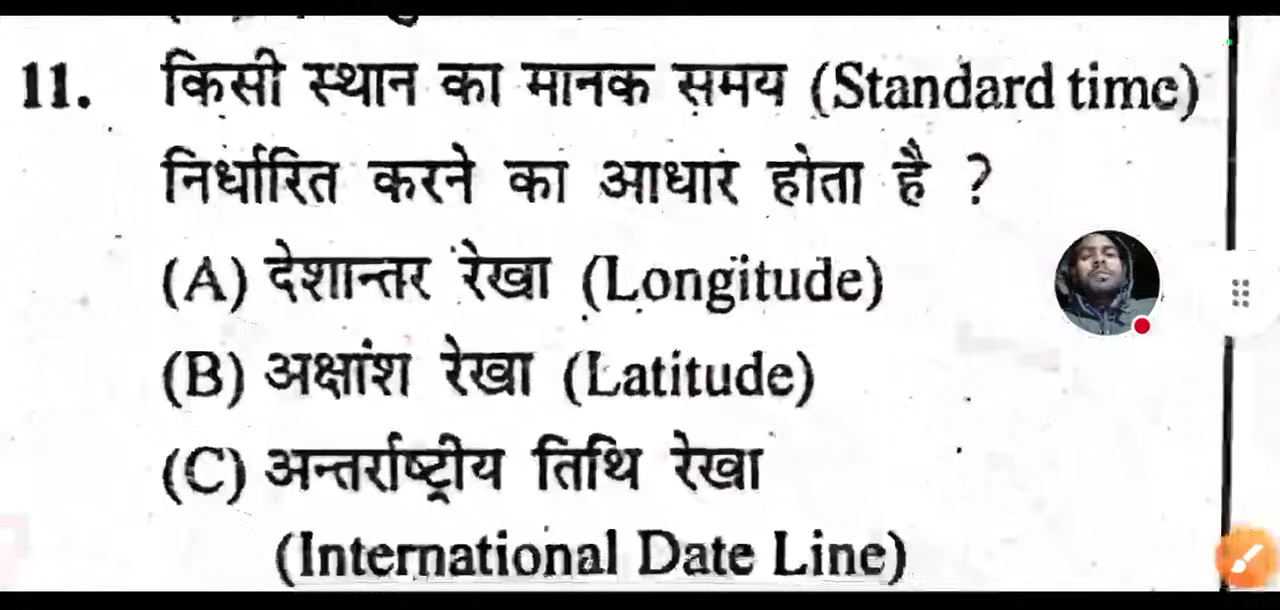 11. किसी स्थान का मानक समय (Standard time)
निर्धारित करने का आधार होता है ?
(A) देशान्तर रेखा (Longitude)
(B) अक्षांश रेखा (Latitude)
(C) अन्तर्राष्ट्रीय तिथि रेखा
(International Date Line)